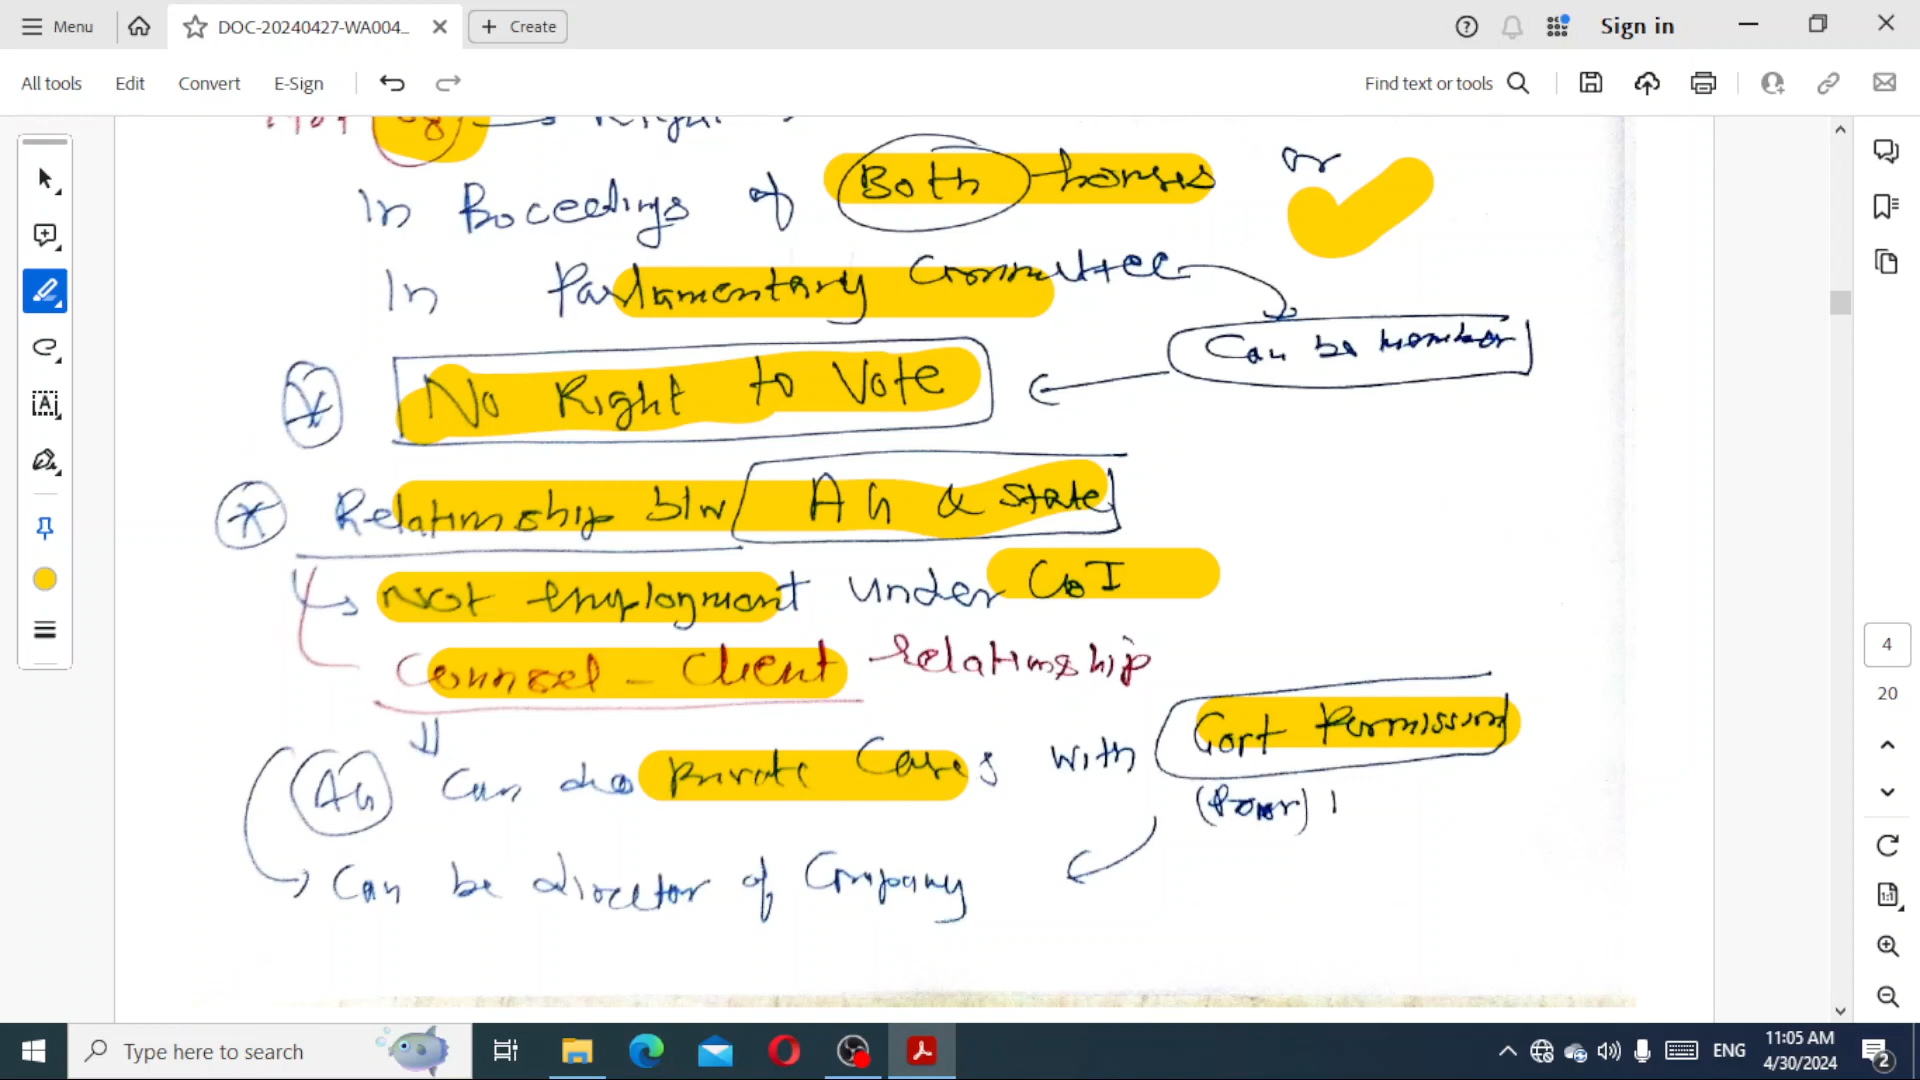 Menu
DOC-20240427-WA004...
Create
Sign in
All tools
Edit
Convert
E-Sign
Find text or tools
In Proceedings of Both houses or
In Parlamentary Committee
Can be member
No Right to Vote
Relationship b/w AG & State
Not employment under CoI
Counsel - Client relationship
AG Can do Private Cases with Govt Permission
(Prior)
Can be director of Company
4
20
Type here to search
ENG
11:05 AM
4/30/2024
2